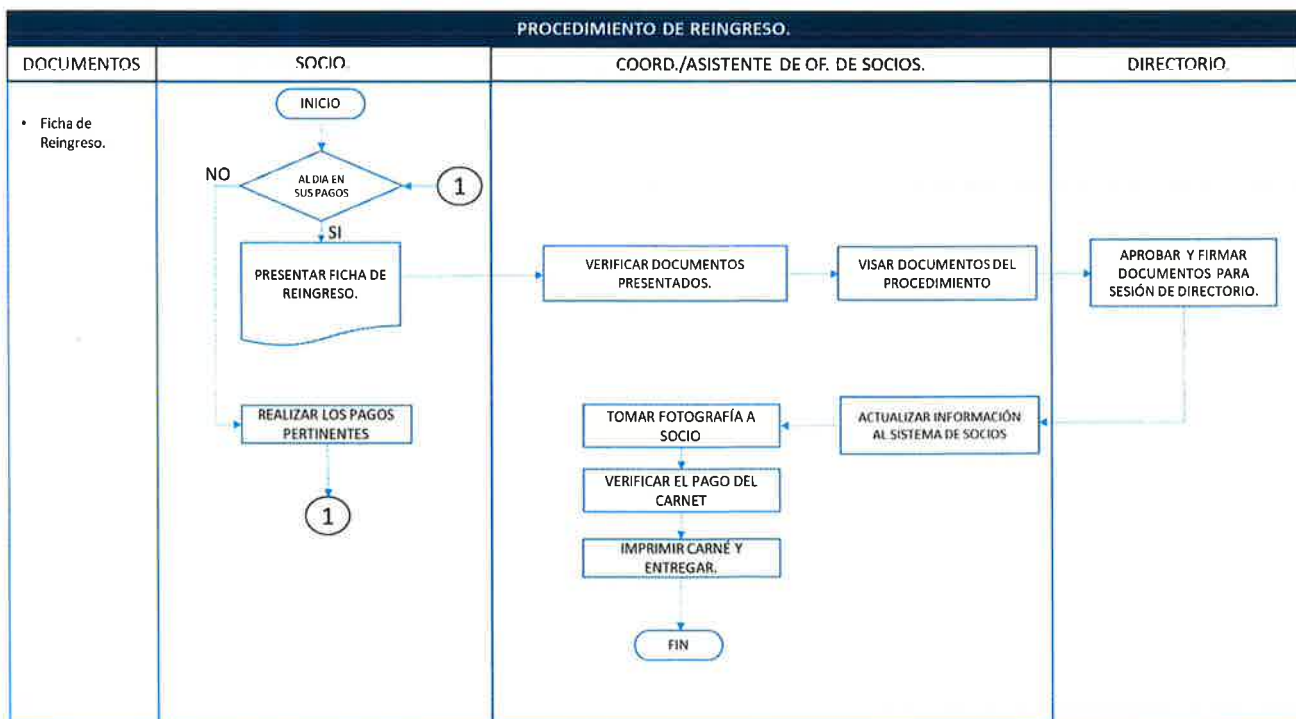 PROCEDIMIENTO DE REINGRESO.
DOCUMENTOS
SOCIO.
COORD./ASISTENTE DE OF. DE SOCIOS.
DIRECTORIO.
• Ficha de
Reingreso.
INICIO
AL DIA EN
SUS PAGOS
NO
1
SI
PRESENTAR FICHA DE
REINGRESO.
VERIFICAR DOCUMENTOS
PRESENTADOS.
VISAR DOCUMENTOS DEL
PROCEDIMIENTO
APROBAR Y FIRMAR
DOCUMENTOS PARA
SESIÓN DE DIRECTORIO.
REALIZAR LOS PAGOS
PERTINENTES
1
TOMAR FOTOGRAFÍA A
SOCIO
ACTUALIZAR INFORMACIÓN
AL SISTEMA DE SOCIOS
VERIFICAR EL PAGO DEL
CARNET
IMPRIMIR CARNÉ Y
ENTREGAR.
FIN